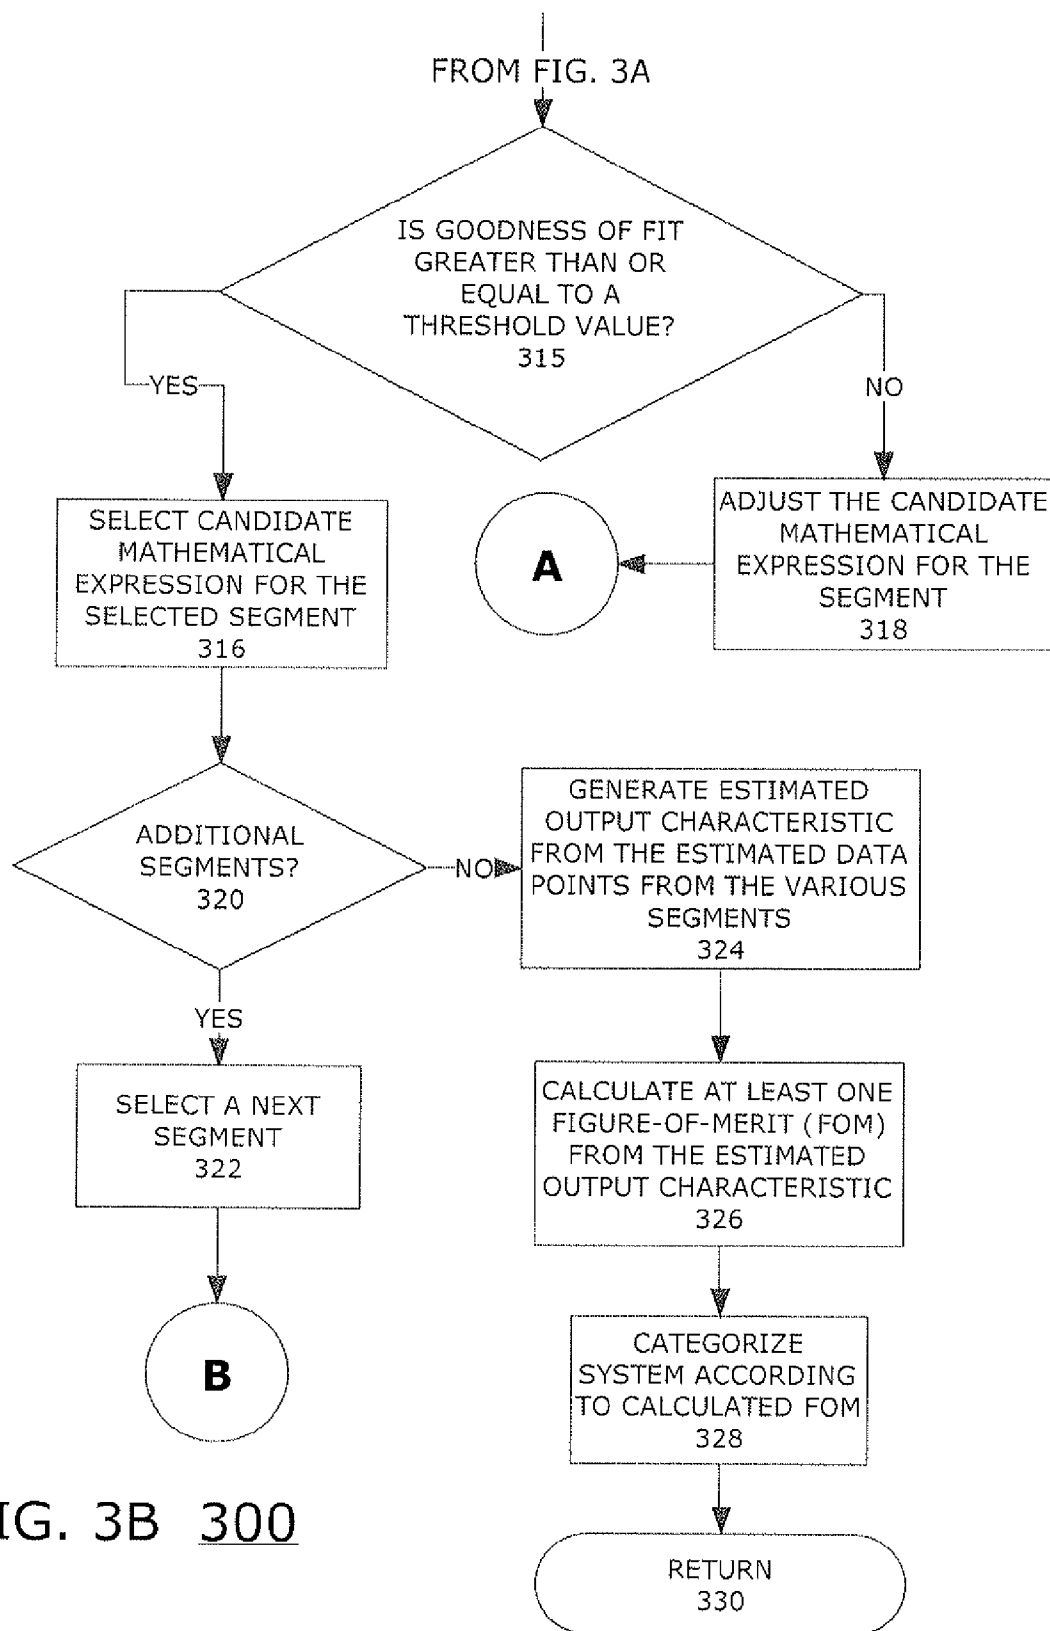 FROM FIG. 3A
IS GOODNESS OF FIT
GREATER THAN OR
EQUAL TO A
THRESHOLD VALUE?
315
YES
NO
SELECT CANDIDATE
MATHEMATICAL
EXPRESSION FOR THE
SELECTED SEGMENT
316
A
ADJUST THE CANDIDATE
MATHEMATICAL
EXPRESSION FOR THE
SEGMENT
318
ADDITIONAL
SEGMENTS?
320
NO
GENERATE ESTIMATED
OUTPUT CHARACTERISTIC
FROM THE ESTIMATED DATA
POINTS FROM THE VARIOUS
SEGMENTS
324
YES
SELECT A NEXT
SEGMENT
322
CALCULATE AT LEAST ONE
FIGURE-OF-MERIT (FOM)
FROM THE ESTIMATED
OUTPUT CHARACTERISTIC
326
B
CATEGORIZE
SYSTEM ACCORDING
TO CALCULATED FOM
328
IG. 3B 300
RETURN
330